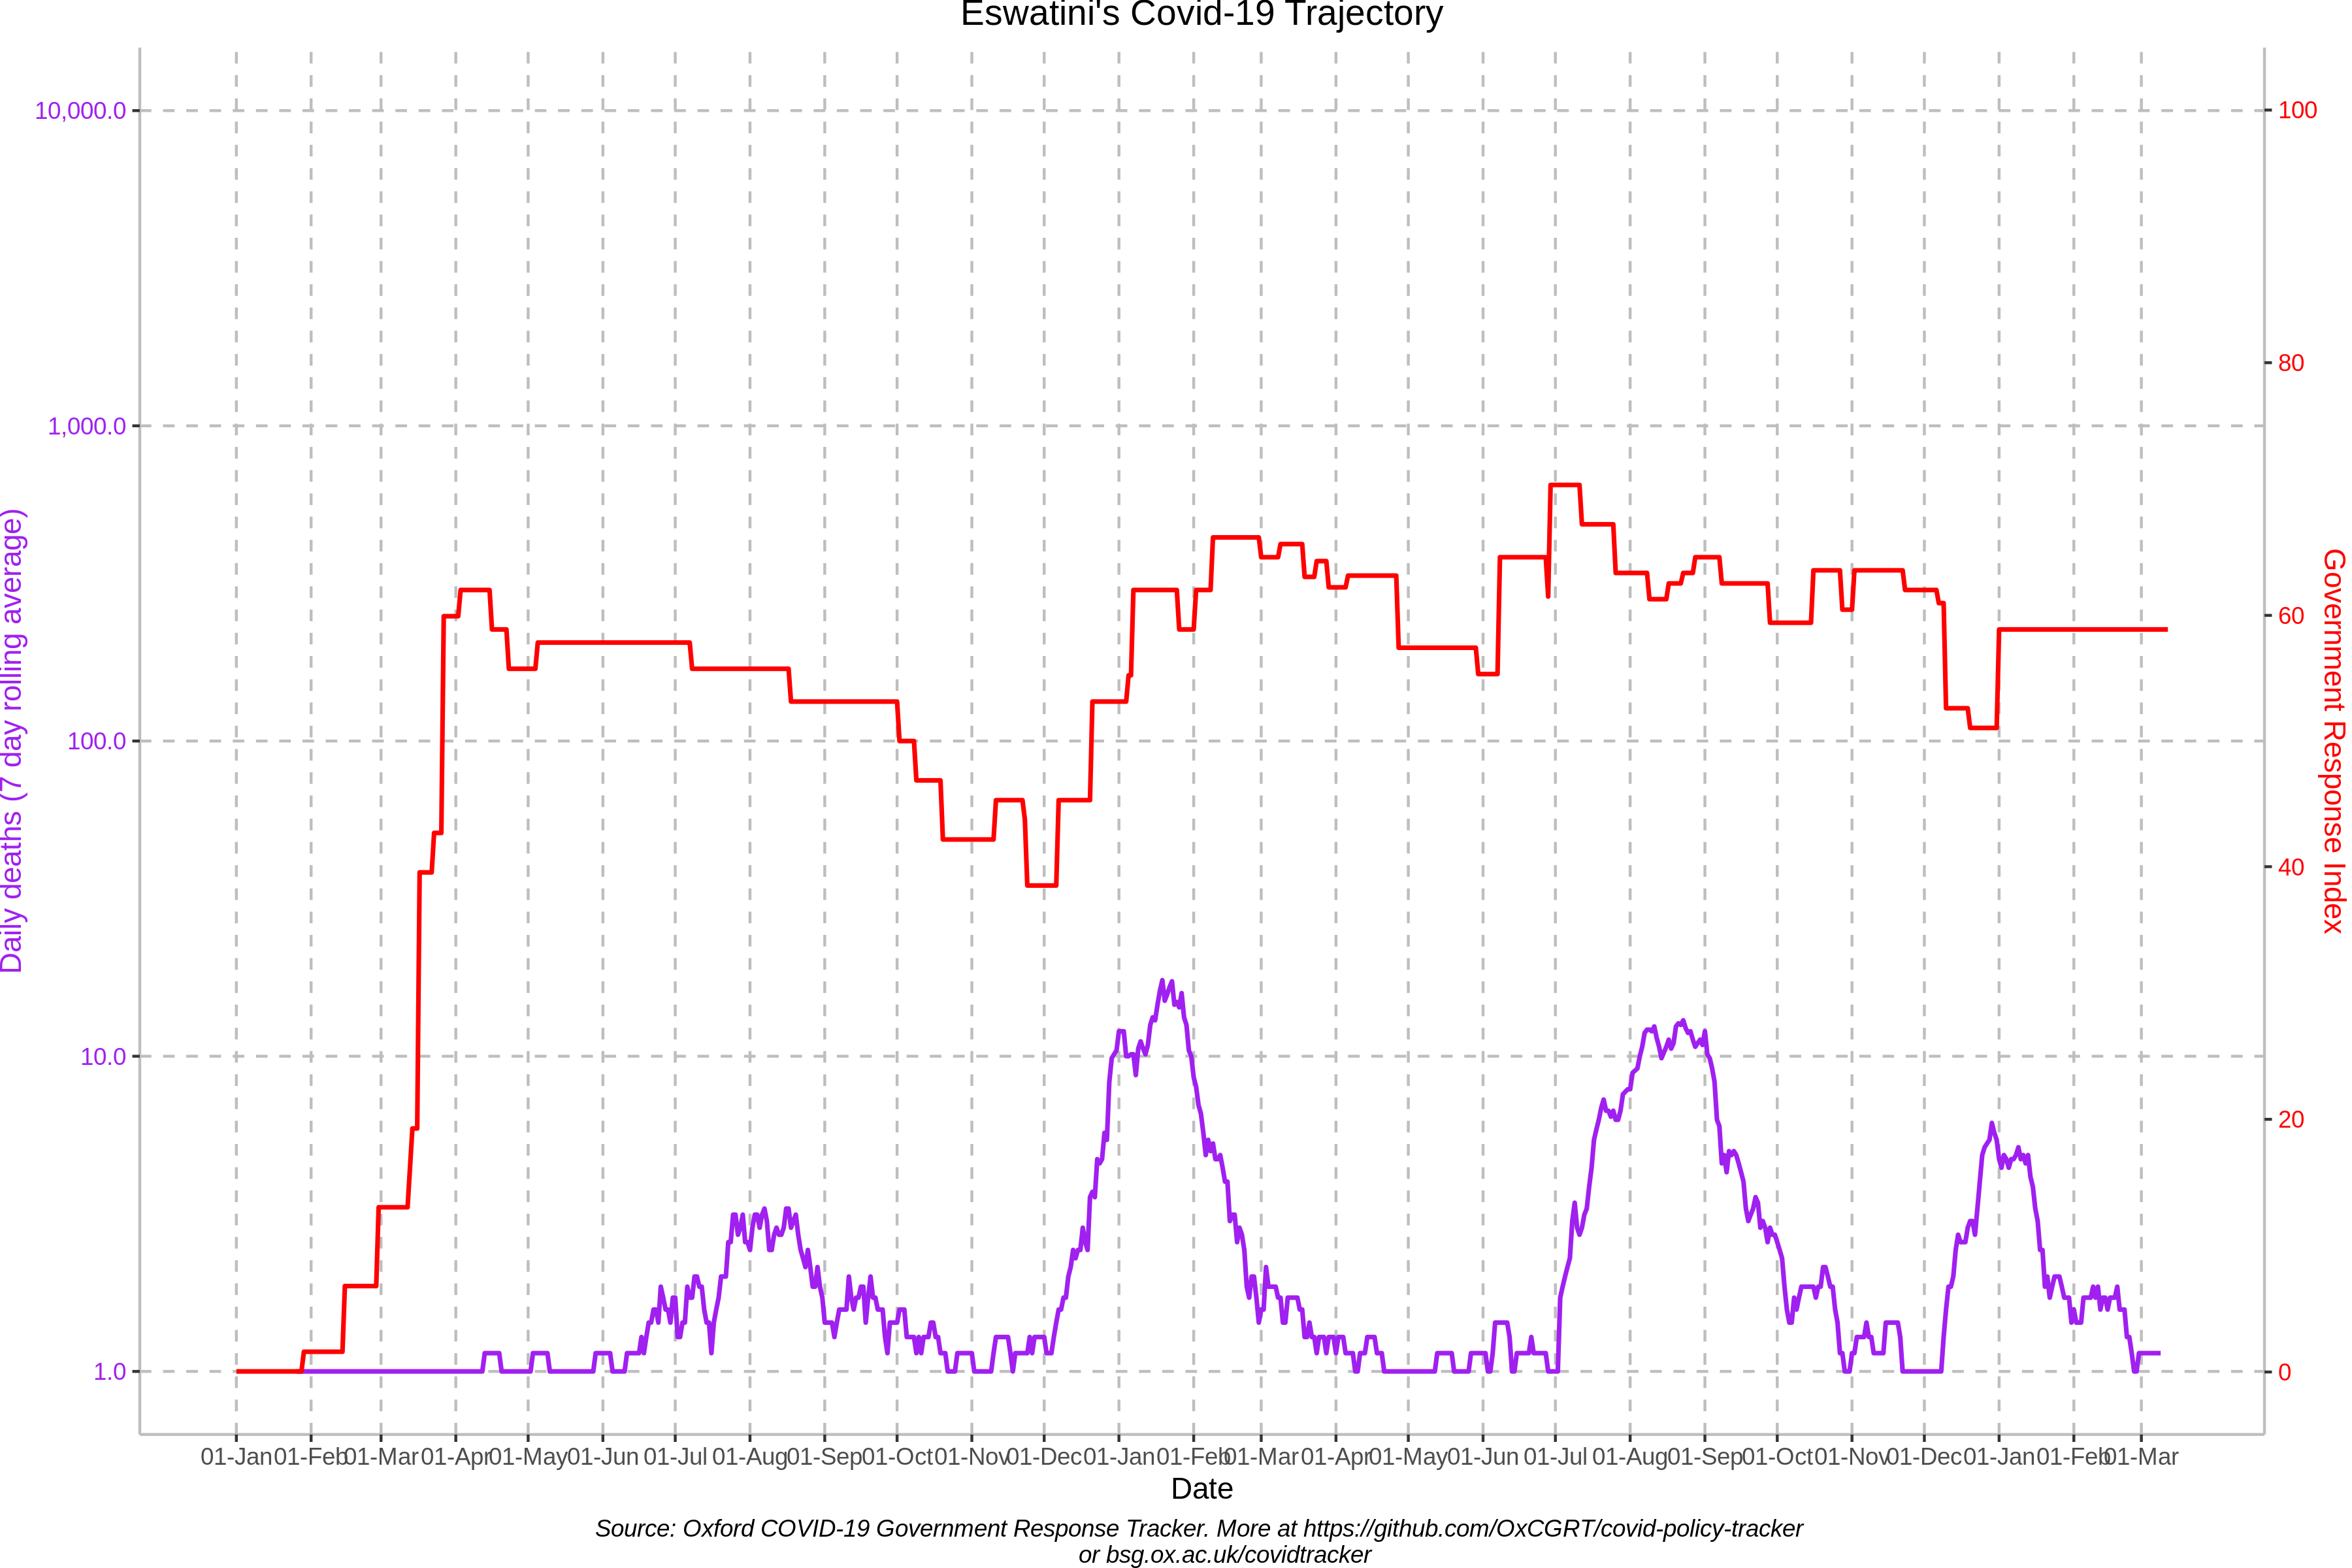 Eswatini's Covid-19 Trajectory
10,000.0
1,000.0
100.0
10.0
1.0
Daily deaths (7 day rolling average)
100
80
60
40
20
0
Government Response Index
01-Jan 01-Feb 01-Mar 01-Apr 01-May 01-Jun 01-Jul 01-Aug 01-Sep 01-Oct 01-Nov 01-Dec 01-Jan 01-Feb 01-Mar 01-Apr 01-May 01-Jun 01-Jul 01-Aug 01-Sep 01-Oct 01-Nov 01-Dec 01-Jan 01-Feb 01-Mar
Date
Source: Oxford COVID-19 Government Response Tracker. More at https://github.com/OxCGRT/covid-policy-tracker
or bsg.ox.ac.uk/covidtracker